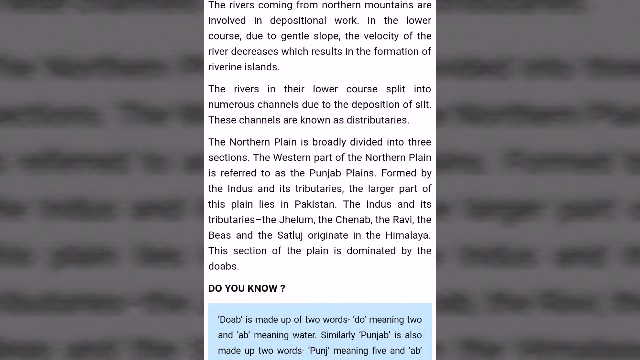 The rivers coming from northern mountains are
involved in depositional work. In the lower
course, due to gentle slope, the velocity of the
river decreases which results in the formation of
riverine islands.
The rivers in their lower course split into
numerous channels due to the deposition of silt.
These channels are known as distributaries.
The Northern Plain is broadly divided into three
sections. The Western part of the Northern Plain
is referred to as the Punjab Plains. Formed by
the Indus and its tributaries, the larger part of
this plain lies in Pakistan. The Indus and its
tributaries–the Jhelum, the Chenab, the Ravi, the
Beas and the Satluj originate in the Himalaya.
This section of the plain is dominated by the
doabs.
DO YOU KNOW ?
'Doab' is made up of two words- 'do' meaning two
and 'ab' meaning water. Similarly 'Punjab' is also
made up two words- 'Punj' meaning five and 'ab'